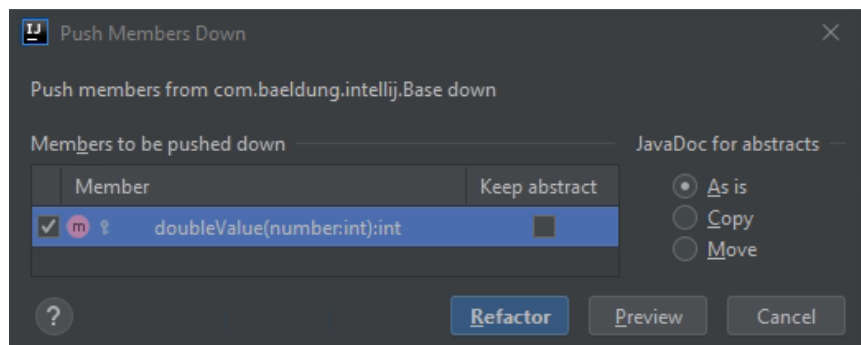 IJ
Push Members Down
Push members from com.baeldung.intellij.Base down
Members to be pushed down
JavaDoc for abstracts
Member
Keep abstract
m
doubleValue(number:int):int
As is
Copy
Move
?
Refactor
Preview
Cancel